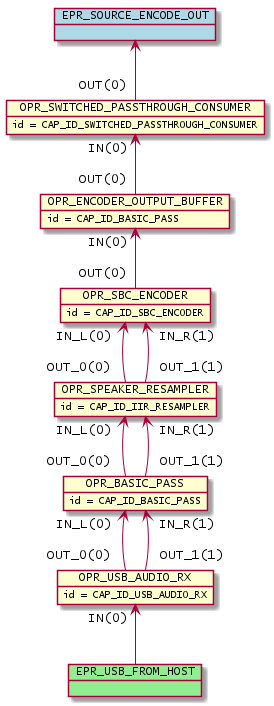 EPR_SOURCE_ENCODE_OUT
OUT(0)
OPR_SWITCHED_PASSTHROUGH_CONSUMER
id = CAP_ID_SWITCHED_PASSTHROUGH_CONSUMER
IN(0)
OUT(0)
OPR_ENCODER_OUTPUT_BUFFER
id = CAP_ID_BASIC_PASS
IN(0)
OUT(0)
OPR_SBC_ENCODER
id = CAP_ID_SBC_ENCODER
IN_L(0) IN_R(1)
OUT_0(0) OUT_1(1)
OPR_SPEAKER_RESAMPLER
id = CAP_ID_IIR_RESAMPLER
IN_L(0) IN_R(1)
OUT_0(0) OUT_1(1)
OPR_BASIC_PASS
id = CAP_ID_BASIC_PASS
IN_L(0) IN_R(1)
OUT_0(0) OUT_1(1)
OPR_USB_AUDIO_RX
id = CAP_ID_USB_AUDIO_RX
IN(0)
EPR_USB_FROM_HOST